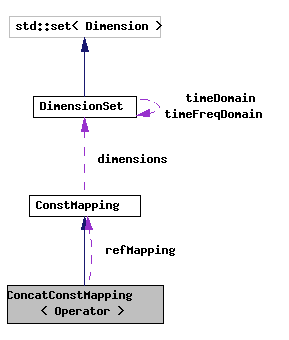 std::set< Dimension >
timeDomain
DimensionSet
timeFreqDomain
dimensions
ConstMapping
refMapping
ConcatConstMapping
< Operator >